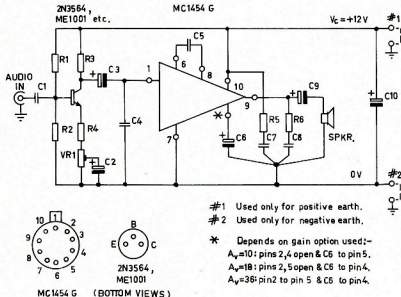 2N3564,
ME1001 etc.
MC1454 G
Vc=+12V
#1
R1
R3
C3
C5
1
6
8
10
9
C9
AUDIO
IN
C1
R2
R4
VR1
C2
C4
7
*
C6
R5
C7
R6
C8
SPKR.
C10
0V
#2
#1 Used only for positive earth.
#2 Used only for negative earth.
* Depends on gain option used:-
Av=10: pins 2,4 open & C6 to pin 5.
Av=18: pins 2,5 open & C6 to pin 4.
Av=36: pin2 to pin 5 & C6 to pin 4.
1
10
2
9
3
8
4
7
5
6
B
E
C
2N3564,
ME1001
MC1454 G (BOTTOM VIEWS)